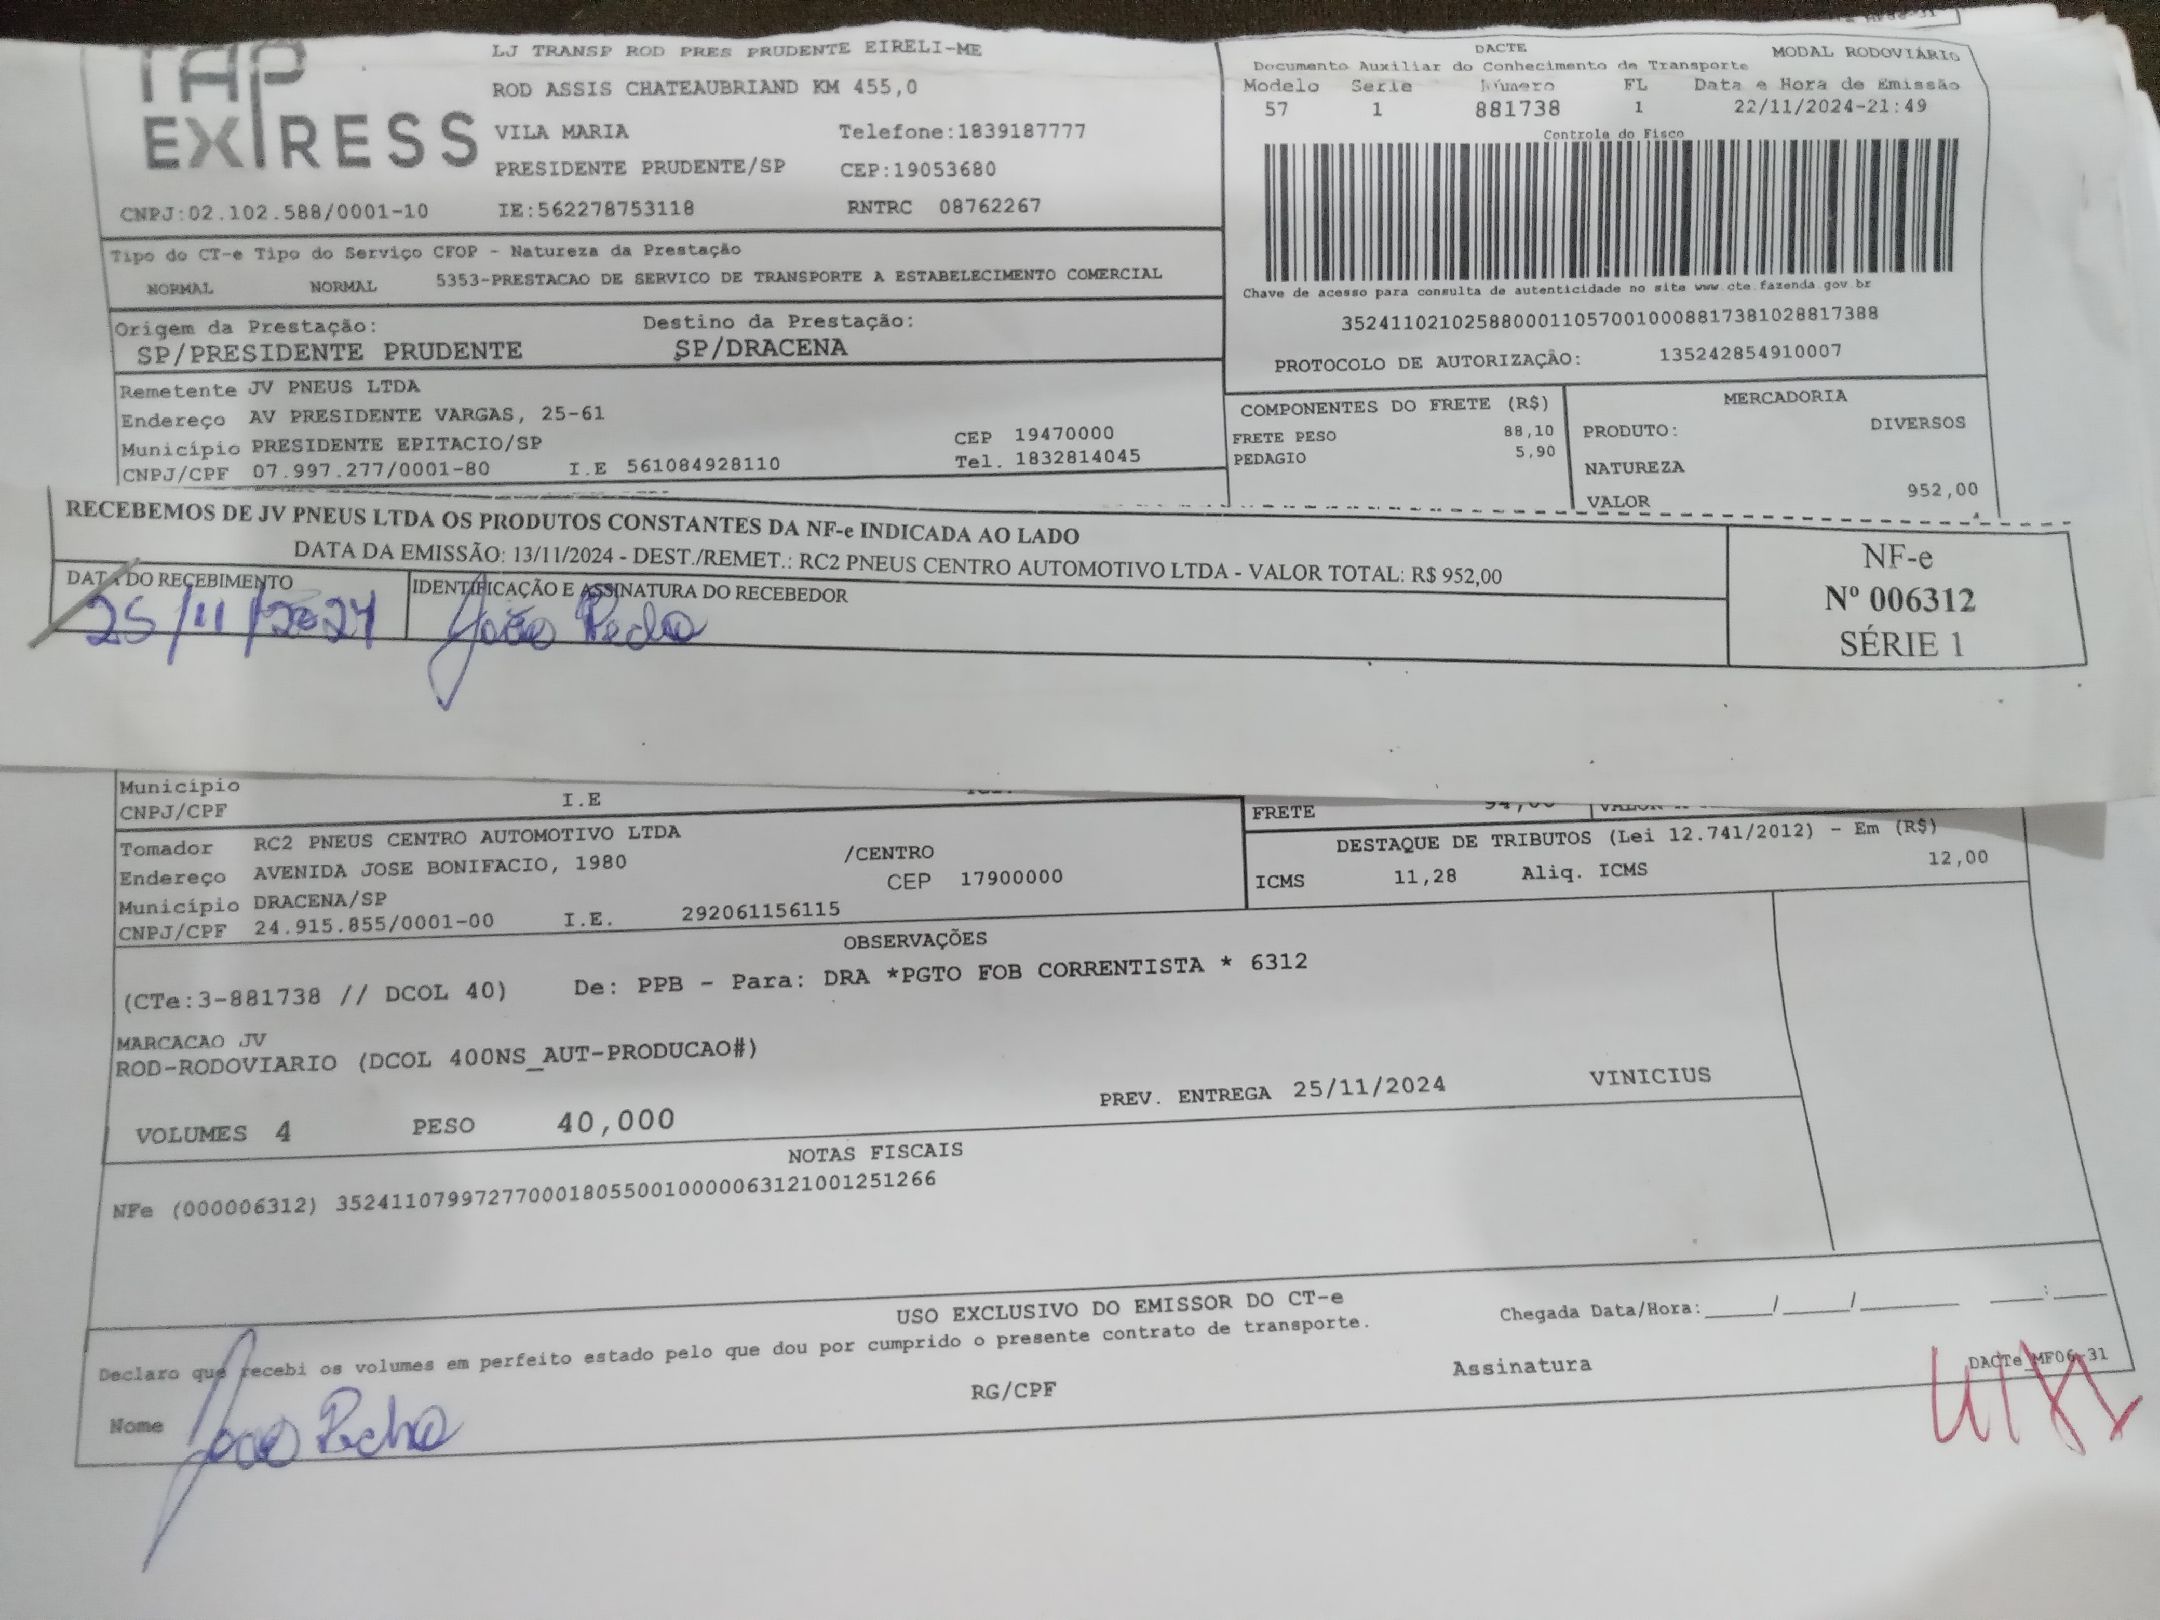 TAP
EXPRESS
LJ TRANSP ROD PRES PRUDENTE EIRELI-ME
ROD ASSIS CHATEAUBRIAND KM 455,0
VILA MARIA Telefone:1839187777
PRESIDENTE PRUDENTE/SP CEP:19053680
CNPJ:02.102.588/0001-10 IE:562278753118 RNTRC 08762267
DACTE MODAL RODOVIÁRIO
Documento Auxiliar do Conhecimento de Transporte
Modelo Serie Número FL Data e Hora de Emissão
57 1 881738 1 22/11/2024-21:49
Controle do Fisco
Chave de acesso para consulta de autenticidade no site www.cte.fazenda.gov.br
35241102102588000110570010008817381028817388
PROTOCOLO DE AUTORIZAÇÃO: 135242854910007
Tipo do CT-e Tipo do Serviço CFOP - Natureza da Prestação
NORMAL NORMAL 5353-PRESTACAO DE SERVICO DE TRANSPORTE A ESTABELECIMENTO COMERCIAL
Origem da Prestação: Destino da Prestação:
SP/PRESIDENTE PRUDENTE SP/DRACENA
Remetente JV PNEUS LTDA
Endereço AV PRESIDENTE VARGAS, 25-61
Município PRESIDENTE EPITACIO/SP CEP 19470000
CNPJ/CPF 07.997.277/0001-80 I.E 561084928110 Tel. 1832814045
COMPONENTES DO FRETE (R$)
FRETE PESO 88,10
PEDAGIO 5,90
MERCADORIA
PRODUTO: DIVERSOS
NATUREZA
VALOR 952,00
RECEBEMOS DE JV PNEUS LTDA OS PRODUTOS CONSTANTES DA NF-e INDICADA AO LADO
DATA DA EMISSÃO: 13/11/2024 - DEST./REMET.: RC2 PNEUS CENTRO AUTOMOTIVO LTDA - VALOR TOTAL: R$ 952,00
DATA DO RECEBIMENTO IDENTIFICAÇÃO E ASSINATURA DO RECEBEDOR
25/11/2024 João Pedro
NF-e
Nº 006312
SÉRIE 1
Município
CNPJ/CPF I.E
FRETE 94,00
Tomador RC2 PNEUS CENTRO AUTOMOTIVO LTDA
Endereço AVENIDA JOSE BONIFACIO, 1980 /CENTRO
Município DRACENA/SP CEP 17900000
CNPJ/CPF 24.915.855/0001-00 I.E. 292061156115
DESTAQUE DE TRIBUTOS (Lei 12.741/2012) - Em (R$)
ICMS 11,28 Aliq. ICMS 12,00
OBSERVAÇÕES
(CTe:3-881738 // DCOL 40) De: PPB - Para: DRA *PGTO FOB CORRENTISTA * 6312
MARCACAO JV
ROD-RODOVIARIO (DCOL 400NS_AUT-PRODUCAO#)
PREV. ENTREGA 25/11/2024 VINICIUS
VOLUMES 4 PESO 40,000
NOTAS FISCAIS
NFe (000006312) 35241107997277000180550010000063121001251266
USO EXCLUSIVO DO EMISSOR DO CT-e
Declaro que recebi os volumes em perfeito estado pelo que dou por cumprido o presente contrato de transporte.
Chegada Data/Hora:_____/_____/_______ ____:____
Nome João Pedro RG/CPF Assinatura
DACTe_MF06-31